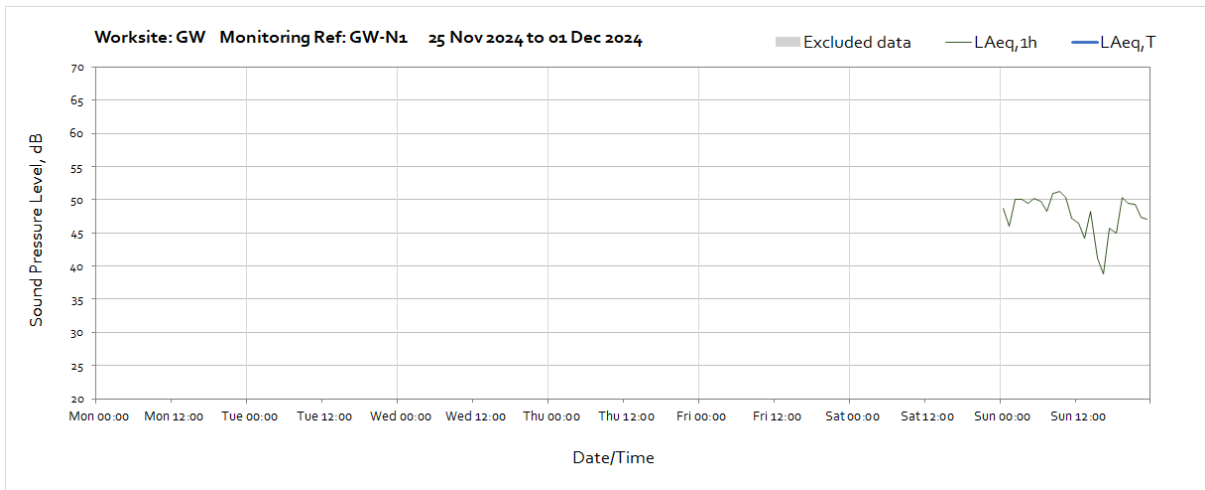 Worksite: GW Monitoring Ref: GW-N1 25 Nov 2024 to 01 Dec 2024
Excluded data LAeq,1h LAeq,T
Sound Pressure Level, dB
70
65
60
55
50
45
40
35
30
25
20
Mon 00:00 Mon 12:00 Tue 00:00 Tue 12:00 Wed 00:00 Wed 12:00 Thu 00:00 Thu 12:00 Fri 00:00 Fri 12:00 Sat 00:00 Sat 12:00 Sun 00:00 Sun 12:00
Date/Time